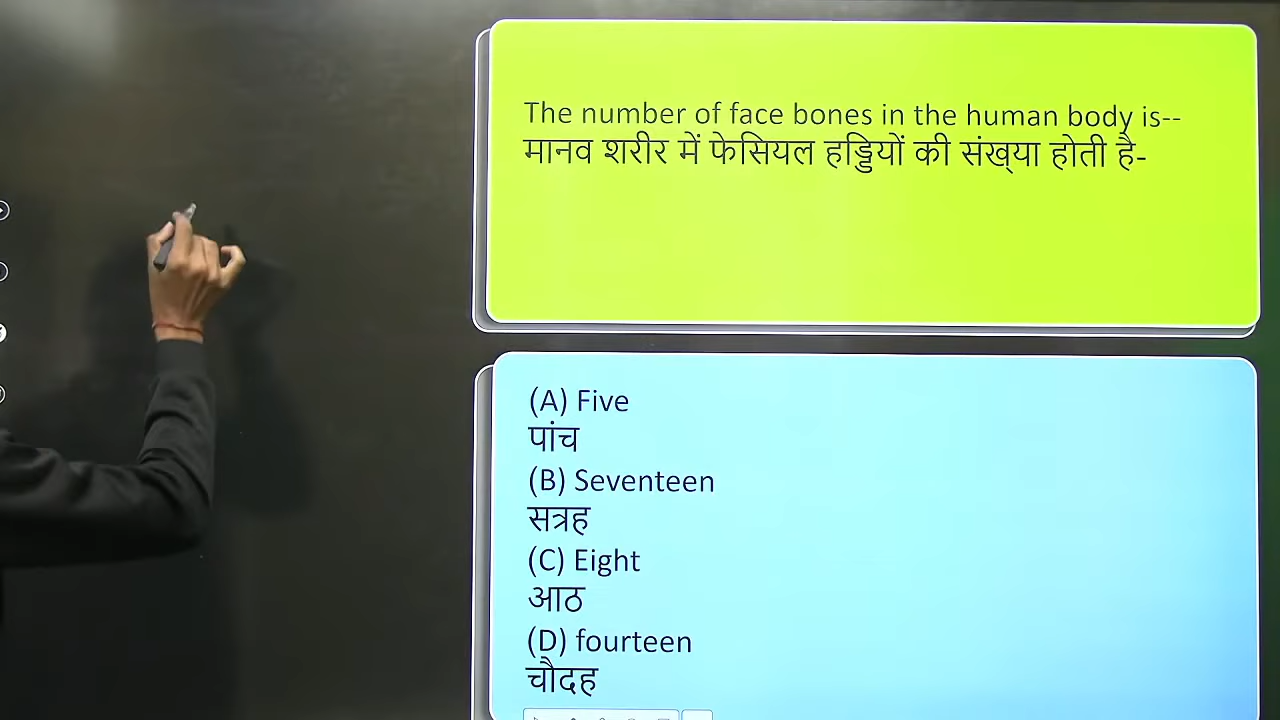 The number of face bones in the human body is--
मानव शरीर में फेसियल हड्डियों की संख्या होती है-
(A) Five
पांच
(B) Seventeen
सत्रह
(C) Eight
आठ
(D) fourteen
चौदह